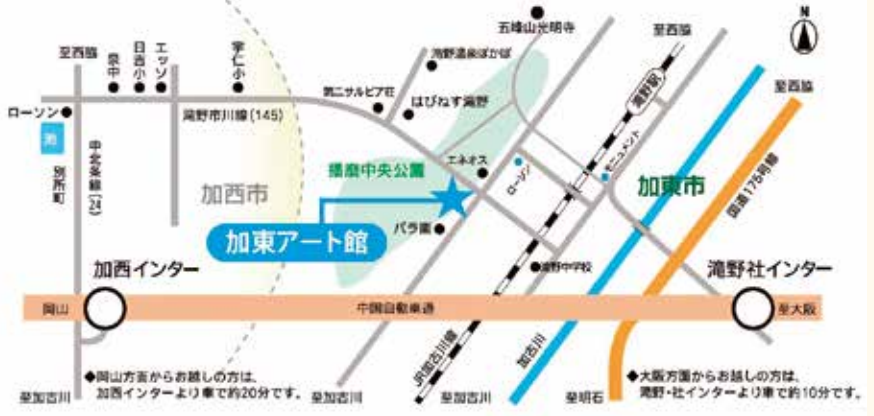 五峰山光明寺
N
至西脇
至西脇
泉中
日吉小
エッソ
宇仁小
滝野温泉ぽかぽ
滝野駅
至西脇
第二サルビア荘
はぴねす滝野
ローソン
滝野市川線(145)
池
中北条線(24)
別所町
エネオス
ローソン
モニュメント
播磨中央公園
加西市
加東市
国道175号線
バラ園
加東アート館
滝野中学校
加西インター
滝野社インター
岡山
中国自動車道
至大阪
JR加古川線
加古川
◆岡山方面からお越しの方は、
加西インターより車で約20分です。
◆大阪方面からお越しの方は、
滝野・社インターより車で約10分です。
至加古川
至加古川
至加古川
至明石